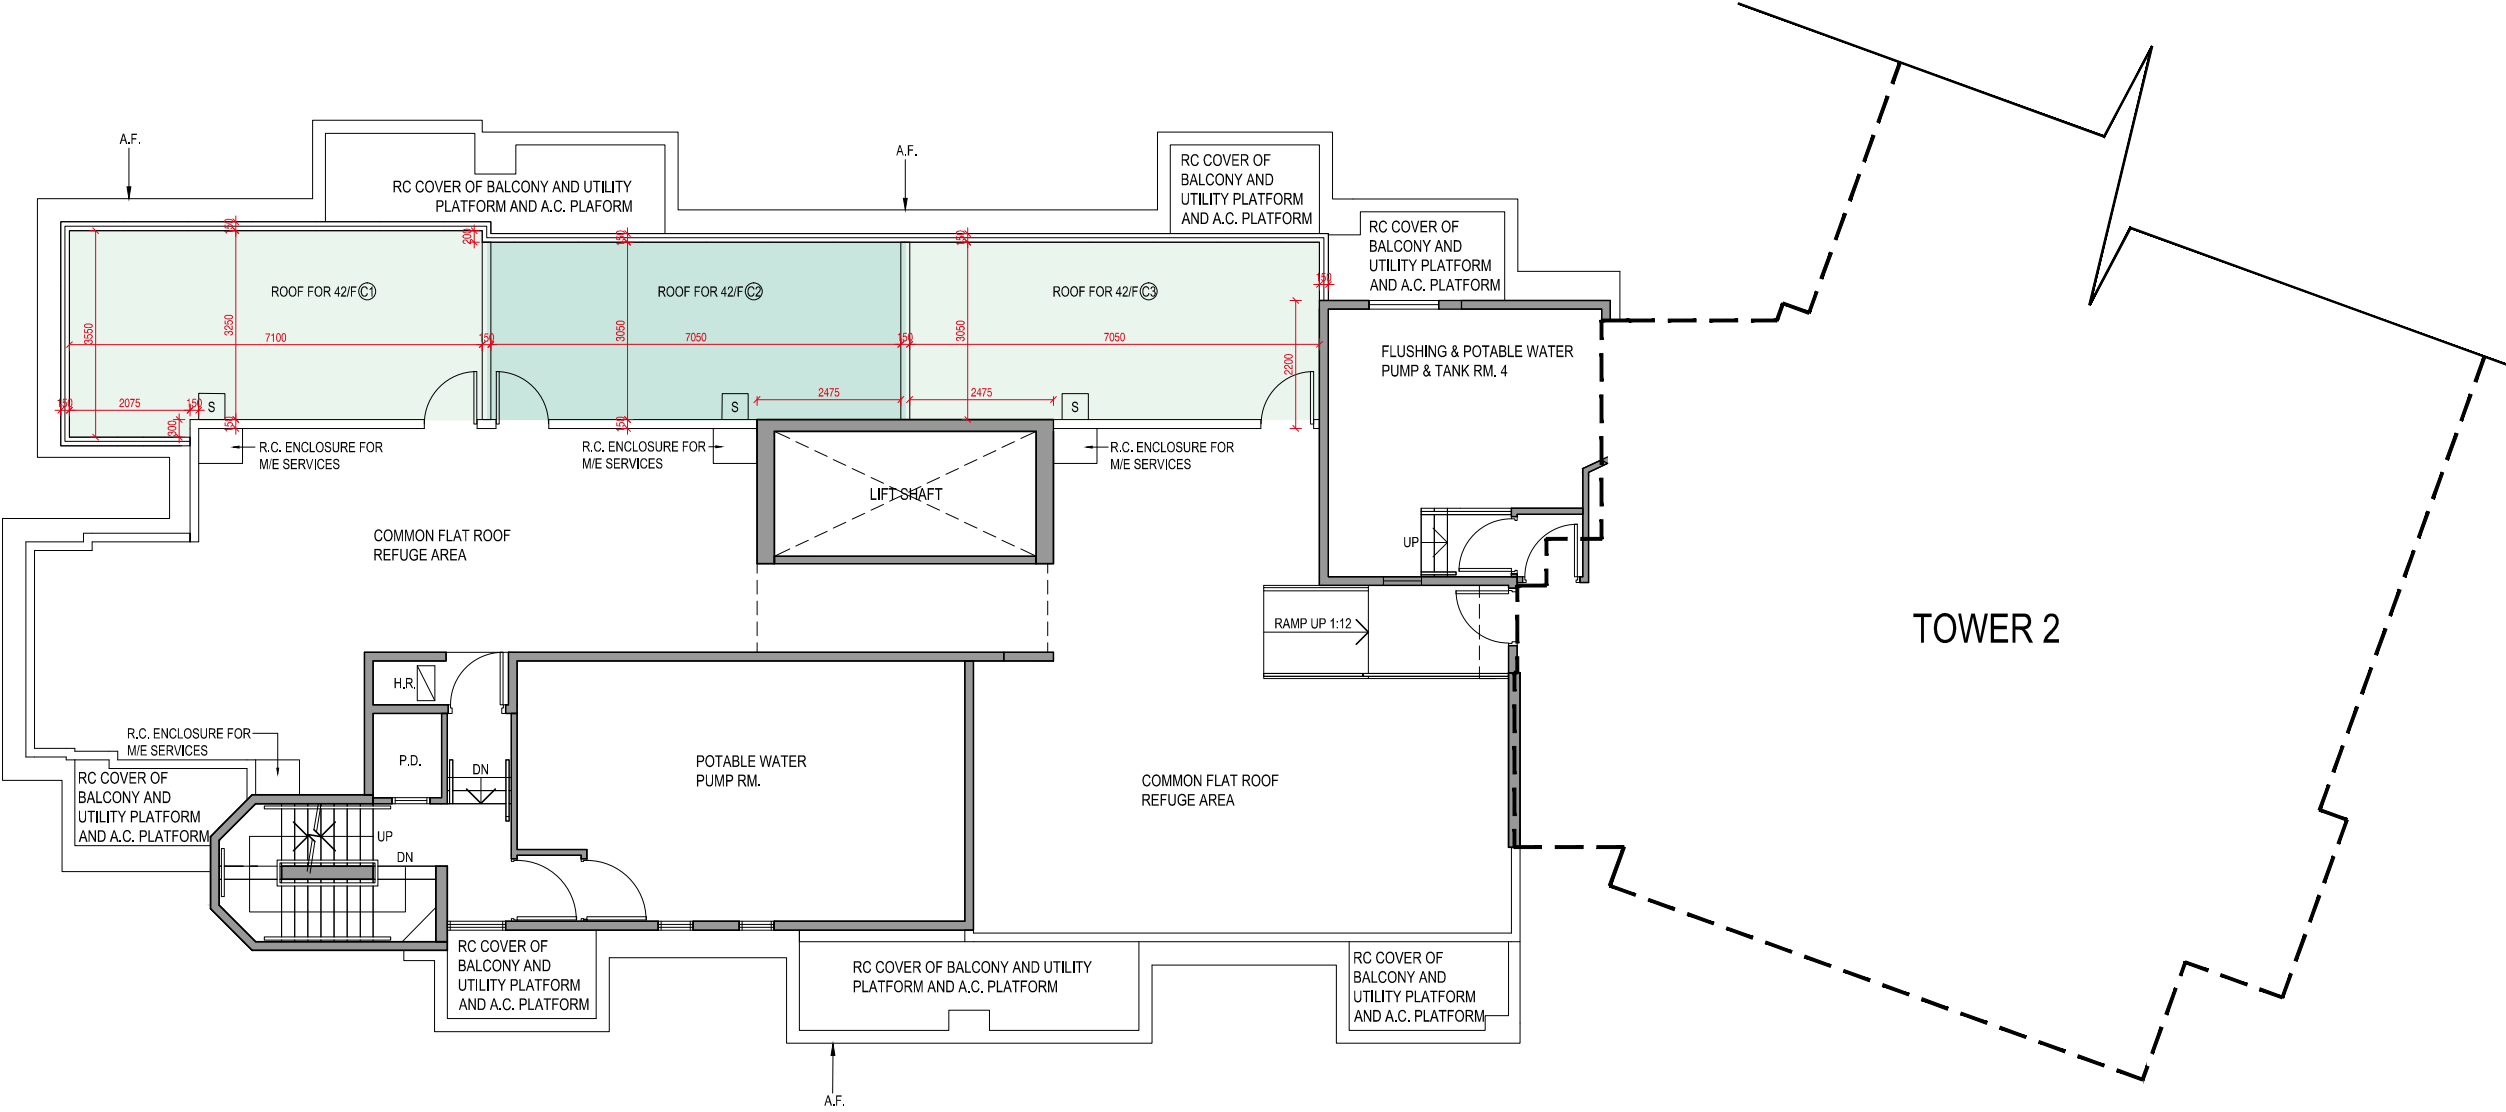 A.F.
A.F.
RC COVER OF BALCONY AND UTILITY
PLATFORM AND A.C. PLAFORM
RC COVER OF
BALCONY AND
UTILITY PLATFORM
AND A.C. PLATFORM
RC COVER OF
BALCONY AND
UTILITY PLATFORM
AND A.C. PLATFORM
150
200
150
150
150
ROOF FOR 42/F C1
ROOF FOR 42/F C2
ROOF FOR 42/F C3
3550
3250
3050
3050
2200
7100
150
7050
150
7050
150
2075
150
300
S
150
2475
2475
S
S
150
R.C. ENCLOSURE FOR
M/E SERVICES
R.C. ENCLOSURE FOR
M/E SERVICES
R.C. ENCLOSURE FOR
M/E SERVICES
FLUSHING & POTABLE WATER
PUMP & TANK RM. 4
LIFT SHAFT
COMMON FLAT ROOF
REFUGE AREA
UP
RAMP UP 1:12
TOWER 2
H.R.
P.D.
DN
R.C. ENCLOSURE FOR
M/E SERVICES
RC COVER OF
BALCONY AND
UTILITY PLATFORM
AND A.C. PLATFORM
POTABLE WATER
PUMP RM.
COMMON FLAT ROOF
REFUGE AREA
UP
DN
RC COVER OF
BALCONY AND
UTILITY PLATFORM
AND A.C. PLATFORM
RC COVER OF BALCONY AND UTILITY
PLATFORM AND A.C. PLATFORM
RC COVER OF
BALCONY AND
UTILITY PLATFORM
AND A.C. PLATFORM
A.F.